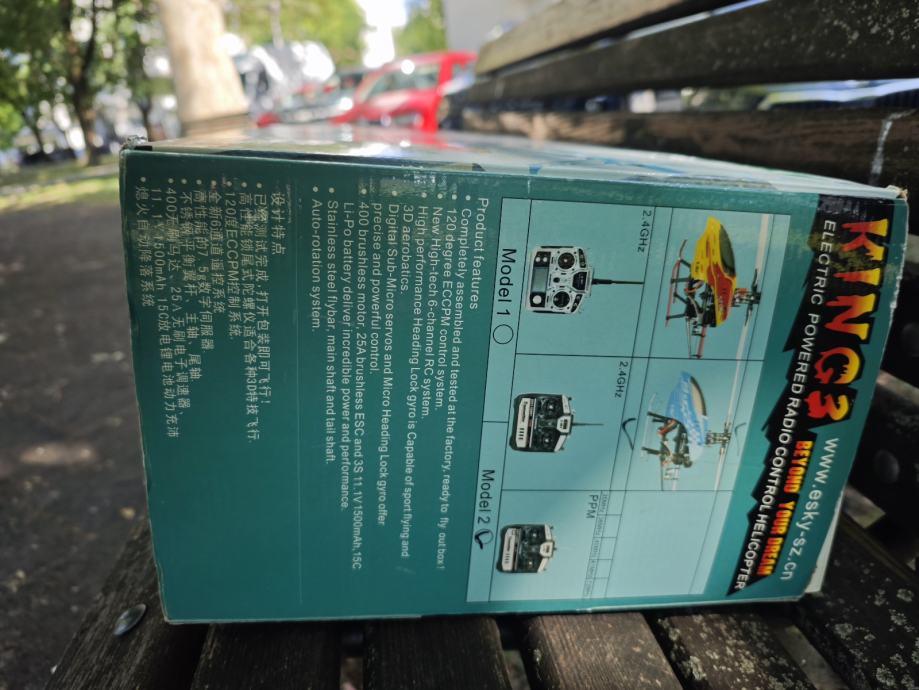 KING3
www.esky-sz.cn
BEYOND YOUR DREAM
ELECTRIC POWERED RADIO CONTROL HELICOPTER
2.4GHz
2.4GHz
PPM
Model 1
Model 2
Product features
• Completely assembled and tested at the factory, ready to fly out box!
• 120 degree ECCPM Control system.
• New High-tech 6-channel RC system.
• High performance Heading Lock gyro is Capable of sport flying and
3D aerobatics.
• Digital Sub-Micro servos and Micro Heading Lock gyro offer
precise and powerful control.
• 400 brushless motor, 25A brushless ESC and 3S 11.1V 1500mAh,15C
Li-Po battery deliver incredible power and performance.
• Stainless steel flybar, main shaft and tail shaft.
• Auto-rotation system.
设计特点
• 已经测试完成,打开包装即可飞行!
• 高性能锁尾式陀螺仪适合各种3D特技飞行.
• 120度ECCPM控制系统.
• 全新6通道遥控系统
• 高性能的7.5g数字伺服器
• 不锈钢平衡翼杆、主轴、尾轴
• 400无刷马达、25A无刷电子调速器
11.1V 1500mAh 15C放电锂电池动力充沛
• 熄火自动降落系统